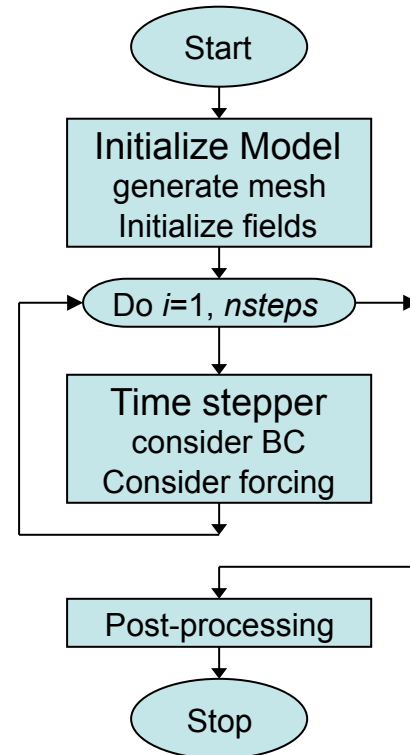 Start
Initialize Model
generate mesh
Initialize fields
Do i=1, nsteps
Time stepper
consider BC
Consider forcing
Post-processing
Stop